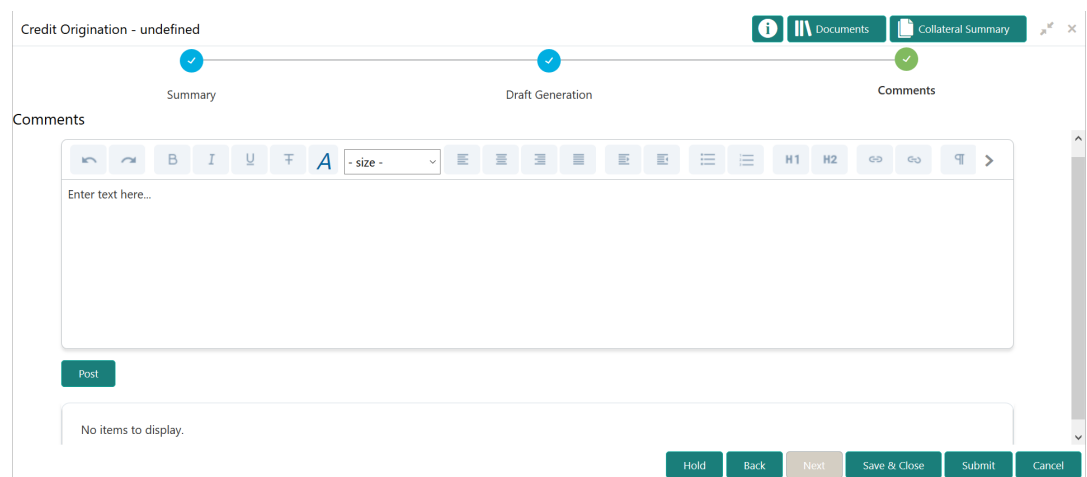 Credit Origination - undefined
i Documents Collateral Summary
Summary Draft Generation Comments
Comments
B I U T A - size - H1 H2
Enter text here...
Post
No items to display.
Hold Back Next Save & Close Submit Cancel